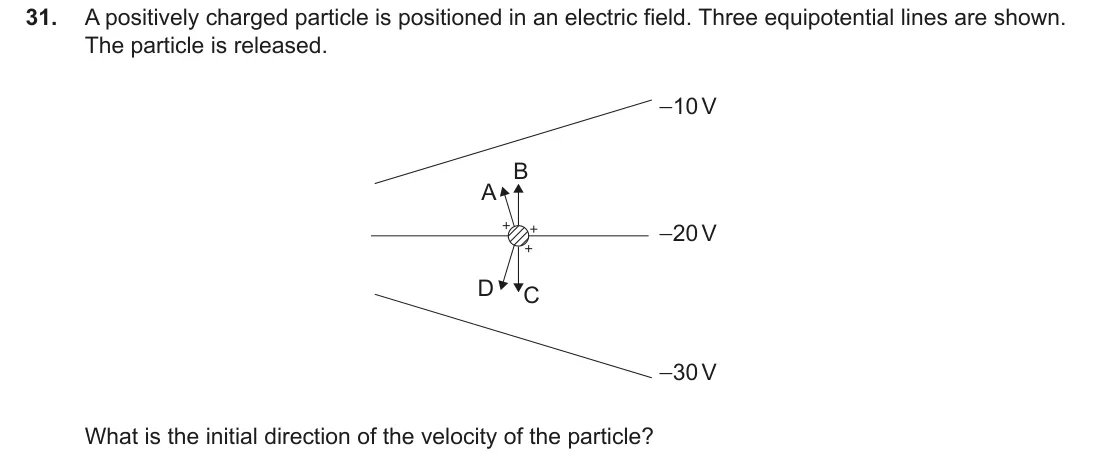 31. A positively charged particle is positioned in an electric field. Three equipotential lines are shown.
The particle is released.
–10 V
B
A
+ +
–20 V
+
D
C
–30 V
What is the initial direction of the velocity of the particle?